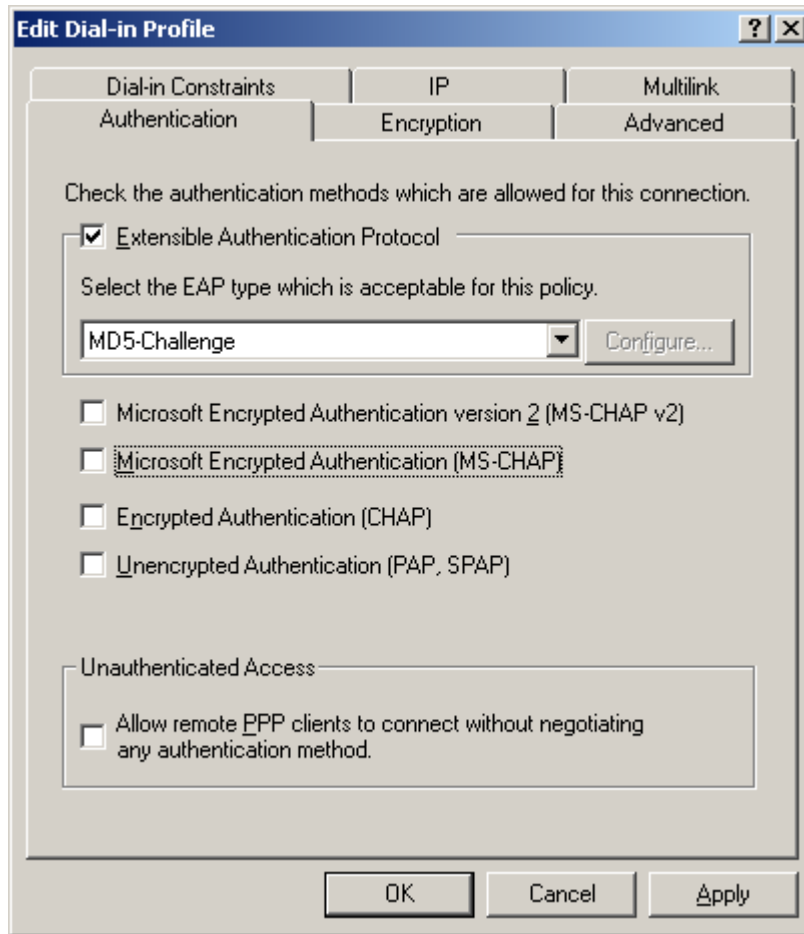 Edit Dial-in Profile
Dial-in Constraints
IP
Multilink
Authentication
Encryption
Advanced
Check the authentication methods which are allowed for this connection.
Extensible Authentication Protocol
Select the EAP type which is acceptable for this policy.
MD5-Challenge
Configure...
Microsoft Encrypted Authentication version 2 (MS-CHAP v2)
Microsoft Encrypted Authentication (MS-CHAP)
Encrypted Authentication (CHAP)
Unencrypted Authentication (PAP, SPAP)
Unauthenticated Access
Allow remote PPP clients to connect without negotiating
any authentication method.
OK
Cancel
Apply